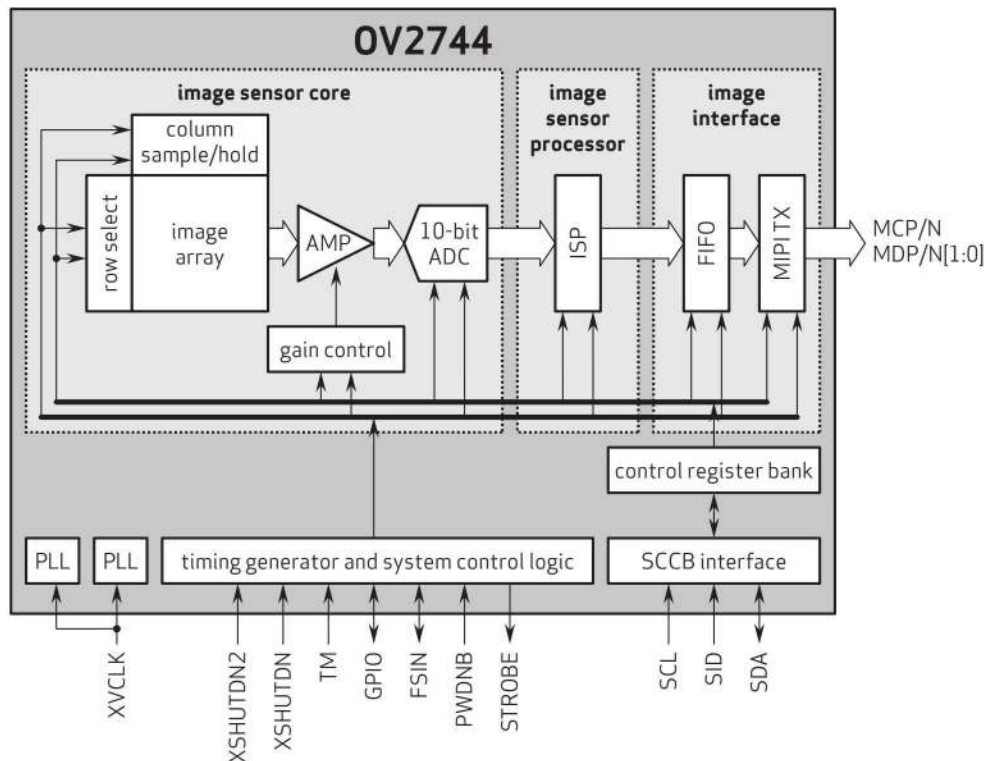 OV2744
image sensor core
image
sensor
processor
image
interface
column
sample/hold
row select
image
array
AMP
10-bit
ADC
ISP
FIFO
MIPI TX
MCP/N
MDP/N[1:0]
gain control
control register bank
PLL
PLL
timing generator and system control logic
SCCB interface
XVCLK
XSHUTDN2
XSHUTDN
TM
GPIO
FSIN
PWDNB
STROBE
SCL
SID
SDA